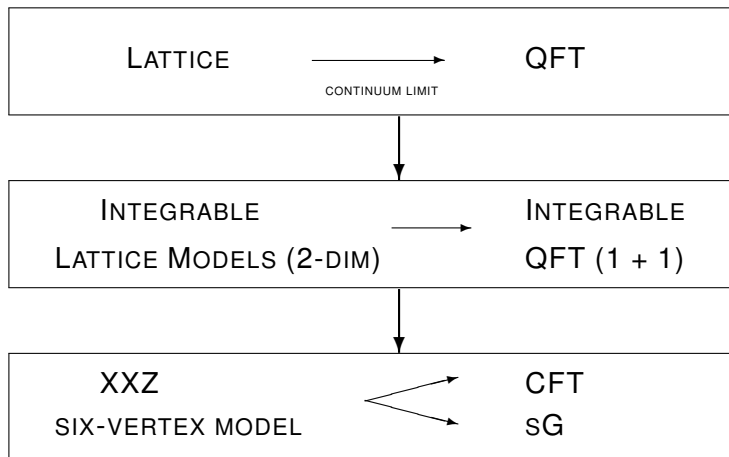 LATTICE QFT
CONTINUUM LIMIT
INTEGRABLE INTEGRABLE
LATTICE MODELS (2-DIM) QFT (1 + 1)
XXZ CFT
SIX-VERTEX MODEL SG